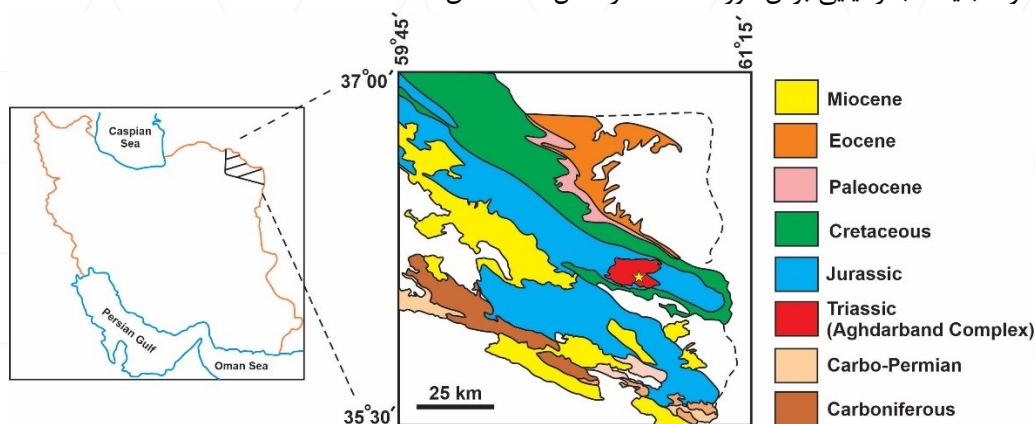 59°45′
61°15′
37°00′
35°30′
Caspian
Sea
Persian Gulf
Oman Sea
25 km
Miocene
Eocene
Paleocene
Cretaceous
Jurassic
Triassic
(Aghdarband Complex)
Carbo-Permian
Carboniferous